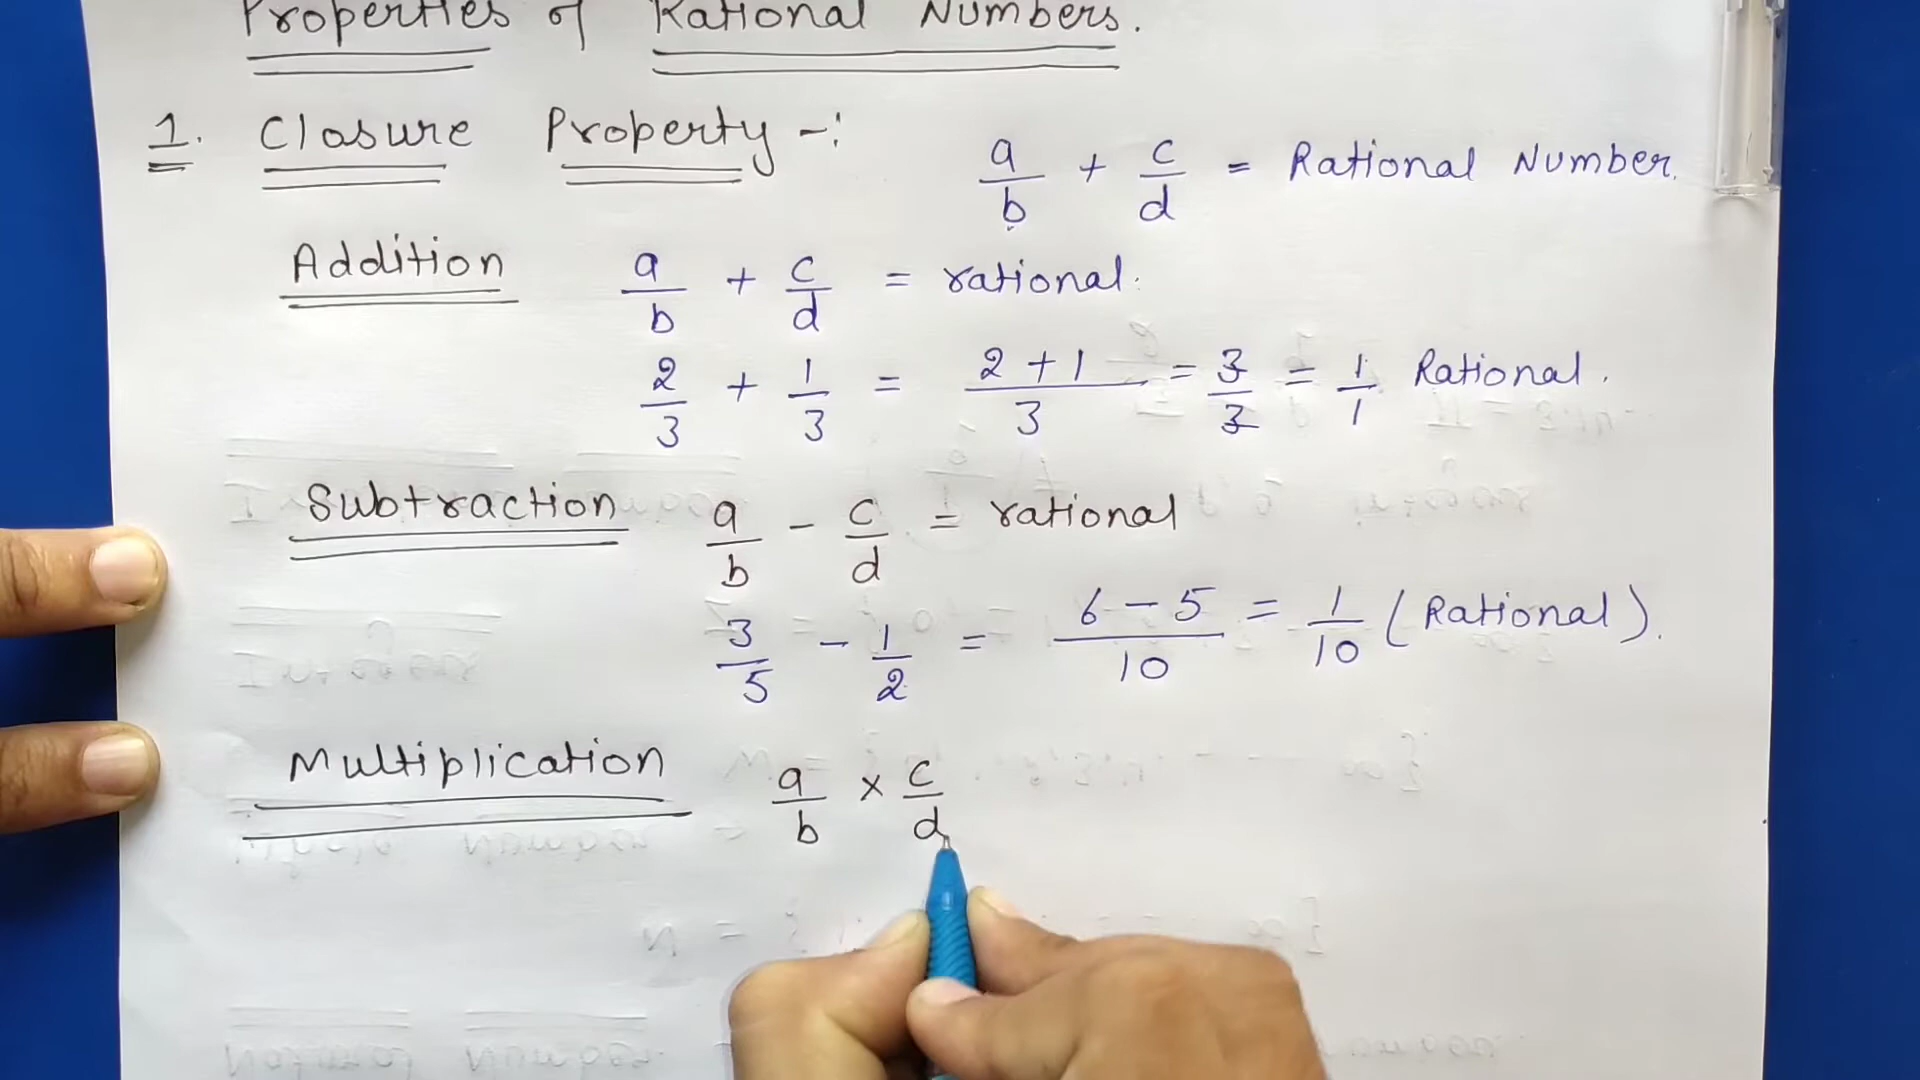 Properties of Rational Numbers.
1. Closure Property -:
a/b + c/d = Rational Number.
Addition a/b + c/d = rational.
2/3 + 1/3 = 2+1/3 = 3/3 = 1/1 Rational.
Subtraction a/b - c/d = rational
3/5 - 1/2 = 6-5/10 = 1/10 (Rational).
Multiplication a/b × c/d